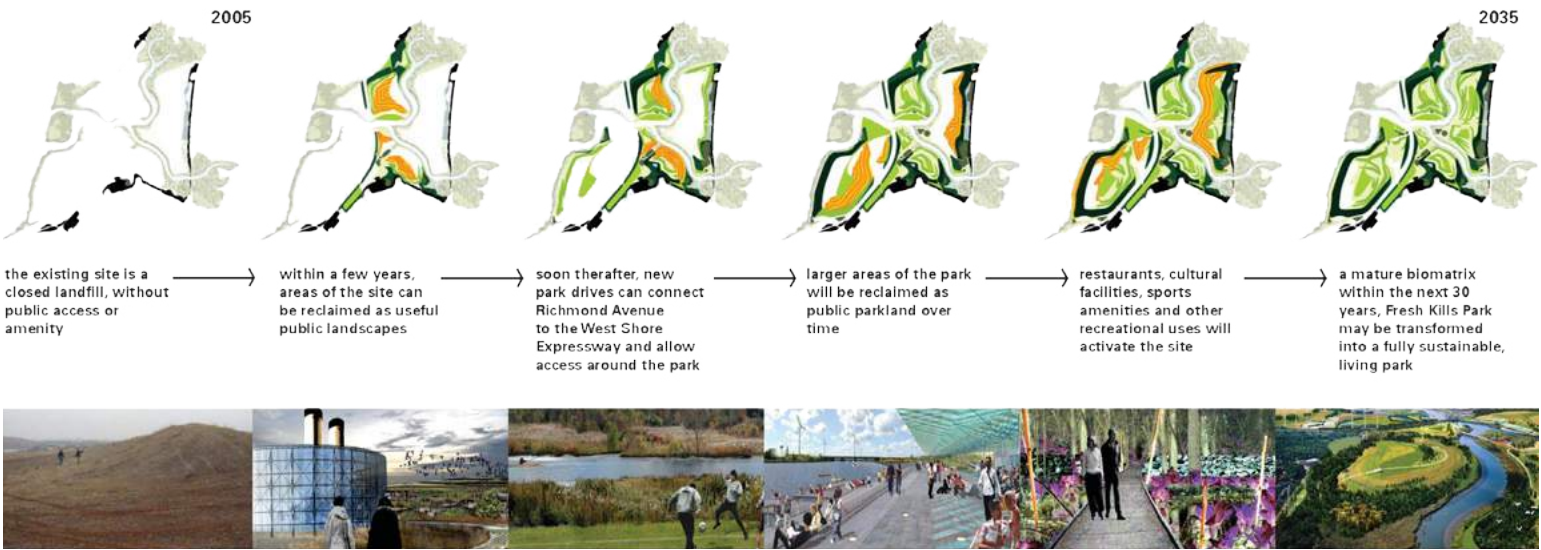 2005
2035
the existing site is a
closed landfill, without
public access or
amenity
within a few years,
areas of the site can
be reclaimed as useful
public landscapes
soon therafter, new
park drives can connect
Richmond Avenue
to the West Shore
Expressway and allow
access around the park
larger areas of the park
will be reclaimed as
public parkland over
time
restaurants, cultural
facilities, sports
amenities and other
recreational uses will
activate the site
a mature biomatrix
within the next 30
years, Fresh Kills Park
may be transformed
into a fully sustainable,
living park